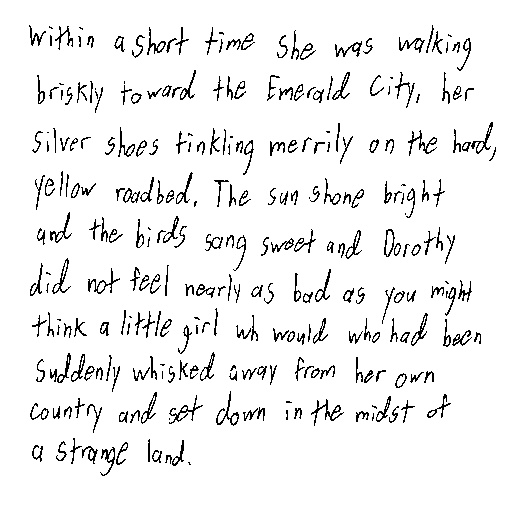 Within a short time she was walking
briskly toward the Emerald City, her
silver shoes tinkling merrily on the hard,
yellow roadbed. The sun shone bright
and the birds sang sweet and Dorothy
did not feel nearly as bad as you might
think a little girl wh would who had been
suddenly whisked away from her own
country and set down in the midst of
a strange land.